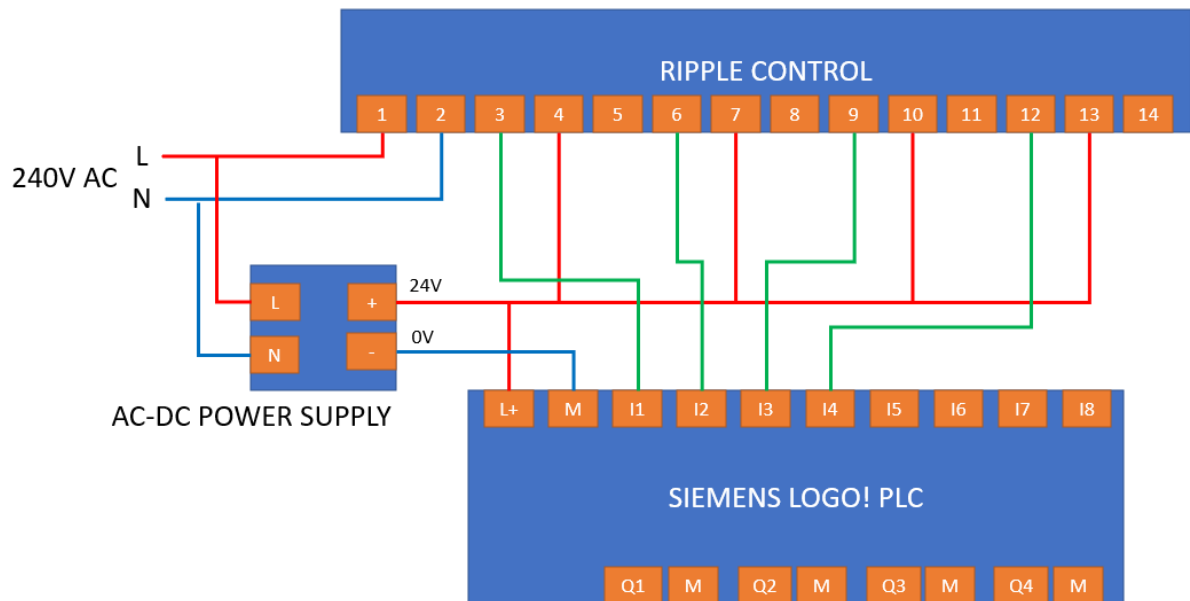 RIPPLE CONTROL
1 2 3 4 5 6 7 8 9 10 11 12 13 14
L
240V AC
N
24V
L +
0V
N -
AC-DC POWER SUPPLY
L+ M I1 I2 I3 I4 I5 I6 I7 I8
SIEMENS LOGO! PLC
Q1 M Q2 M Q3 M Q4 M